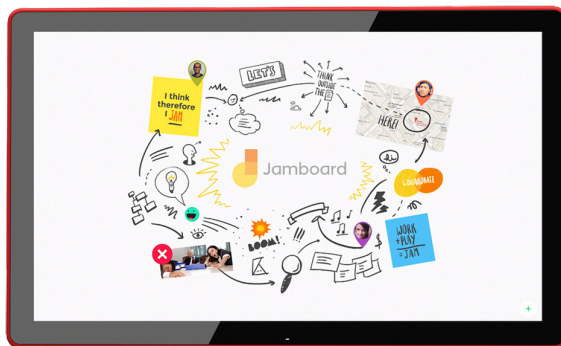 LET'S
THINK
OUTSIDE
THE
I think
therefore
I JAM
HERE!
Jamboard
COLLABORATE
BOOM!
WORK
+PLAY
=JAM